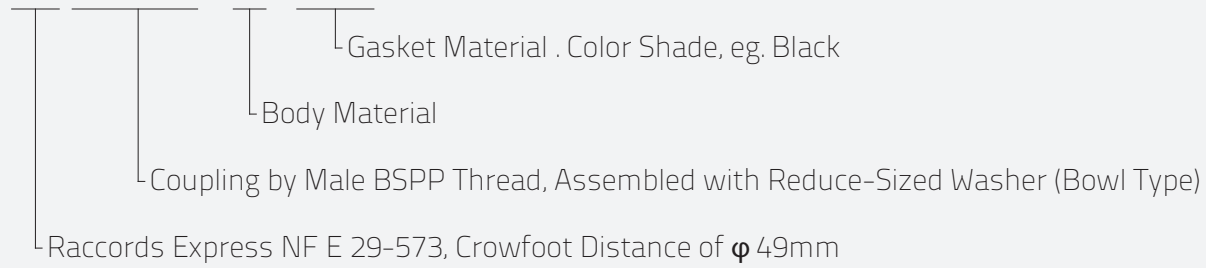 Gasket Material . Color Shade, eg. Black
Body Material
Coupling by Male BSPP Thread, Assembled with Reduce-Sized Washer (Bowl Type)
Raccords Express NF E 29-573, Crowfoot Distance of φ 49mm